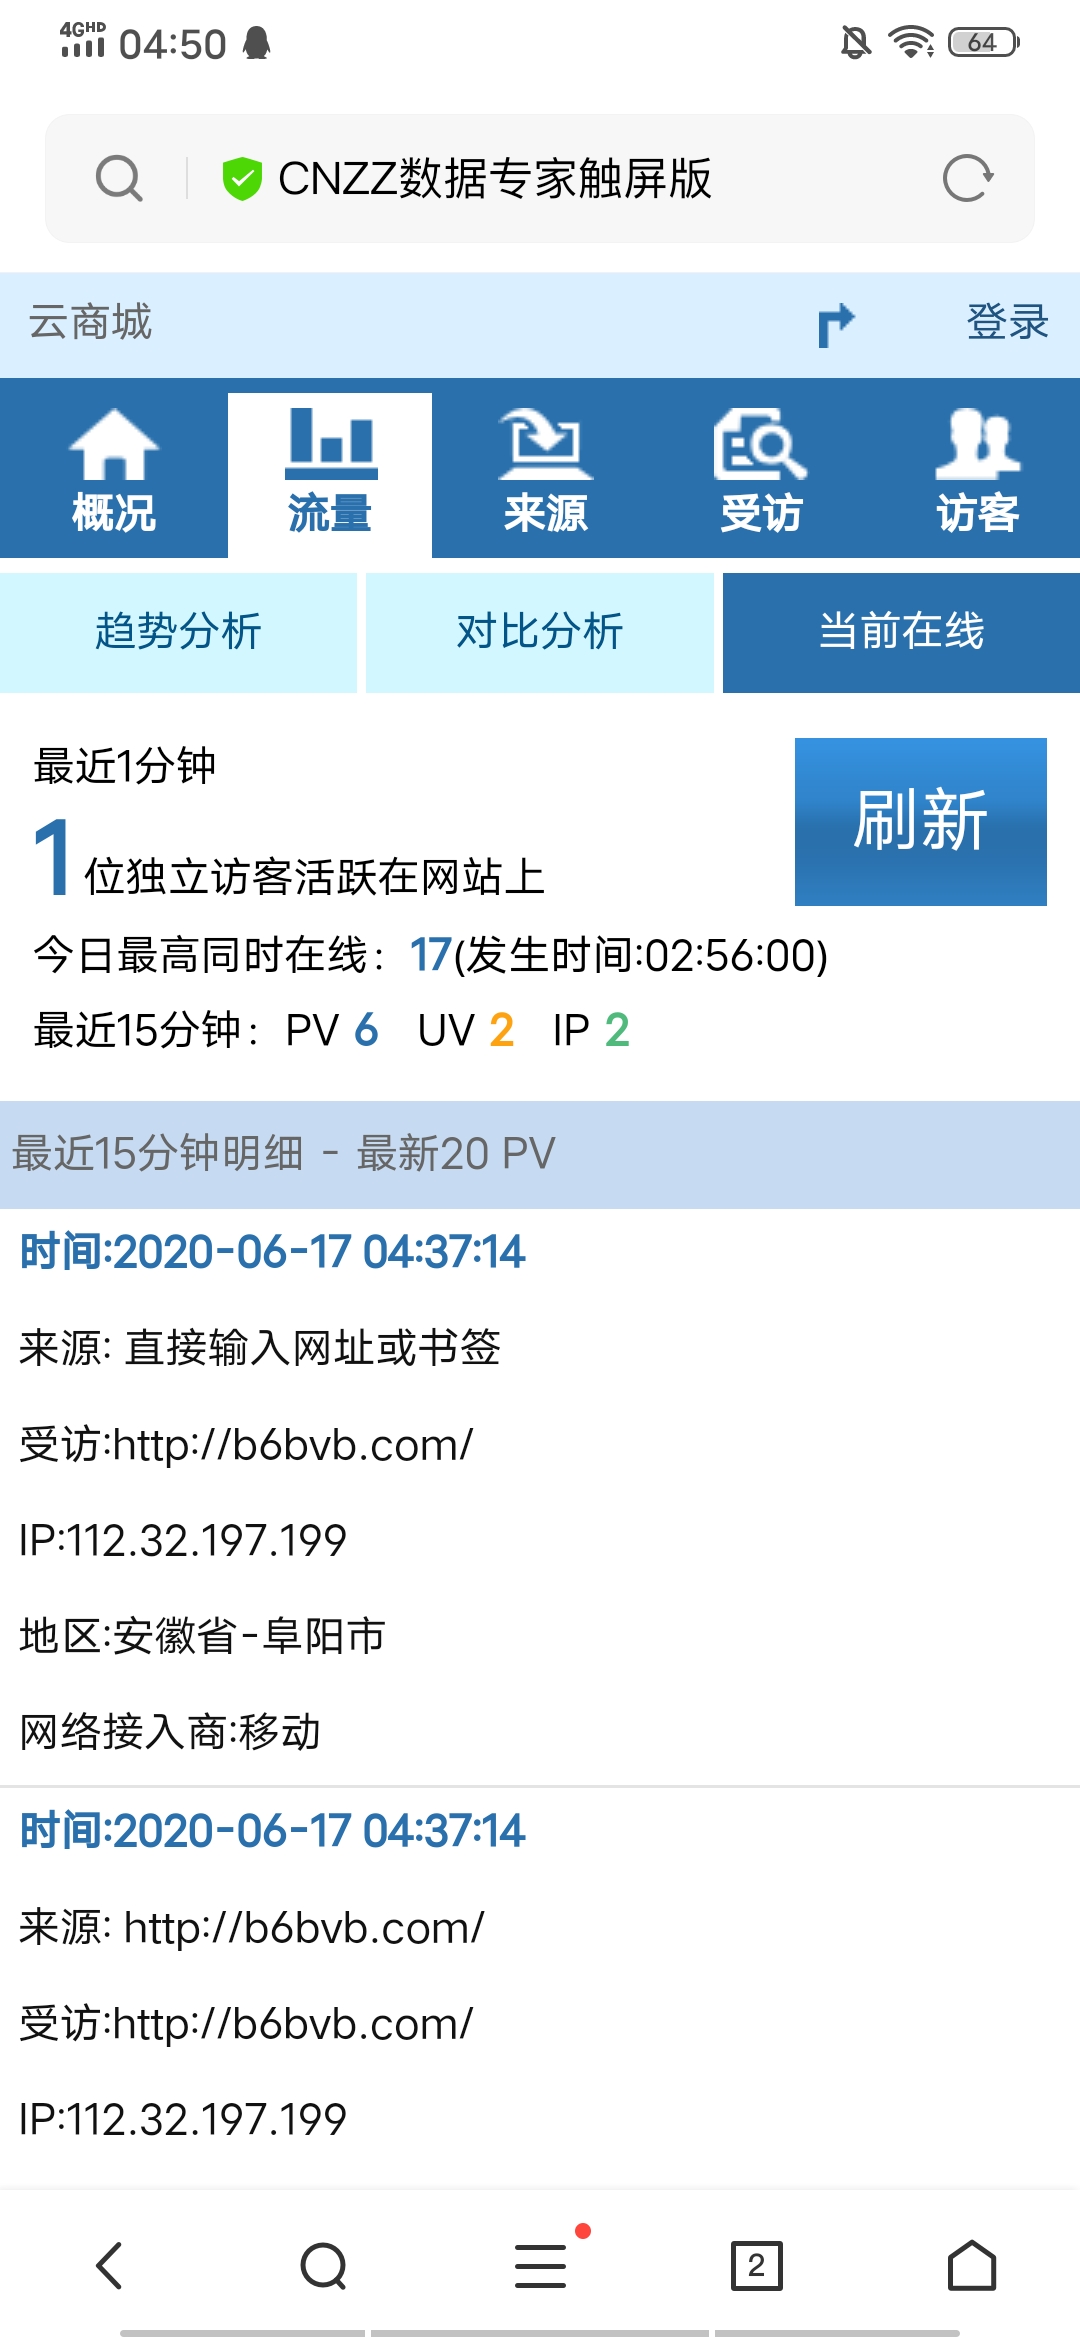 4GHD 04:50 64
CNZZ数据专家触屏版
云商城 登录
概况 流量 来源 受访 访客
趋势分析 对比分析 当前在线
最近1分钟
刷新
1位独立访客活跃在网站上
今日最高同时在线：17(发生时间:02:56:00)
最近15分钟：PV 6 UV 2 IP 2
最近15分钟明细 - 最新20 PV
时间:2020-06-17 04:37:14
来源: 直接输入网址或书签
受访:http://b6bvb.com/
IP:112.32.197.199
地区:安徽省-阜阳市
网络接入商:移动
时间:2020-06-17 04:37:14
来源: http://b6bvb.com/
受访:http://b6bvb.com/
IP:112.32.197.199
2